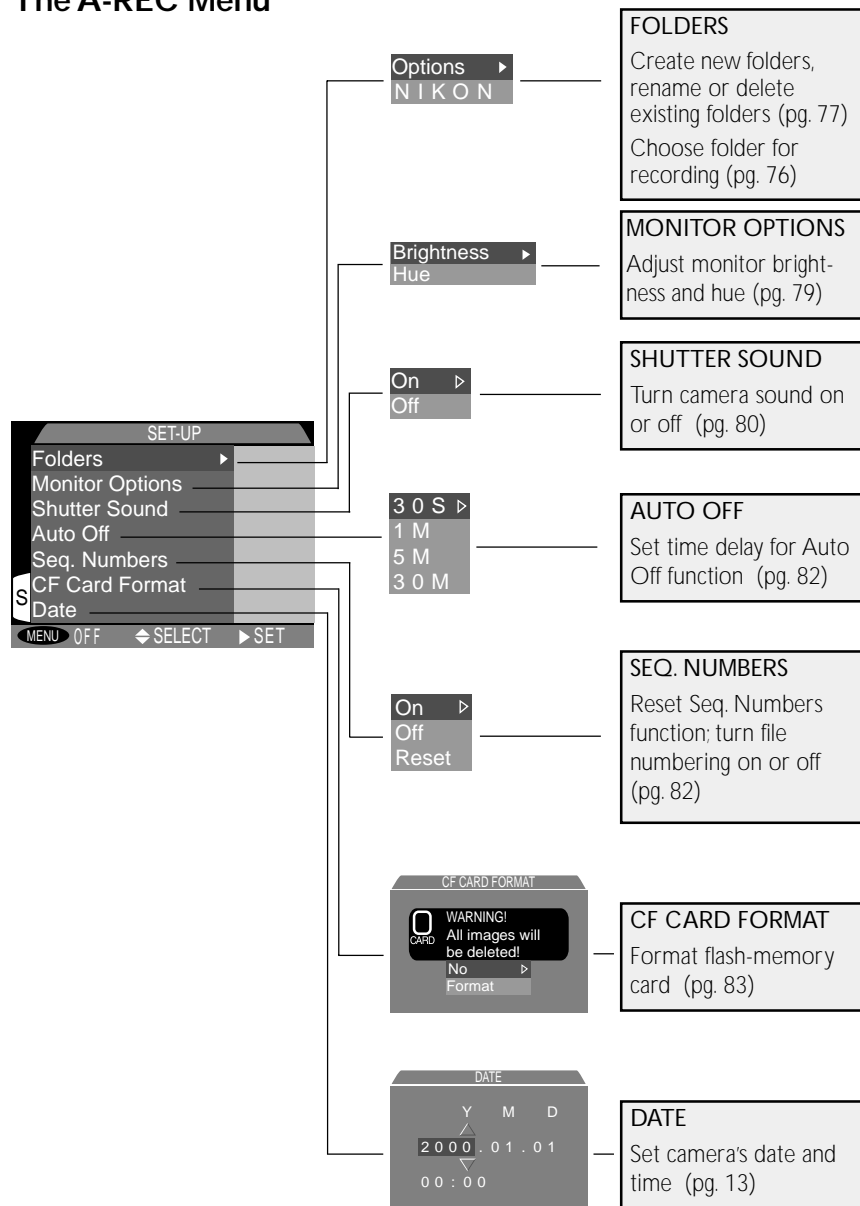 The A-REC Menu
Options
NIKON
FOLDERS
Create new folders,
rename or delete
existing folders (pg. 77)
Choose folder for
recording (pg. 76)
Brightness
Hue
MONITOR OPTIONS
Adjust monitor bright-
ness and hue (pg. 79)
On
Off
SHUTTER SOUND
Turn camera sound on
or off (pg. 80)
SET-UP
Folders
Monitor Options
Shutter Sound
Auto Off
Seq. Numbers
CF Card Format
S
Date
MENU OFF SELECT SET
30S
1M
5M
30M
AUTO OFF
Set time delay for Auto
Off function (pg. 82)
On
Off
Reset
SEQ. NUMBERS
Reset Seq. Numbers
function; turn file
numbering on or off
(pg. 82)
CF CARD FORMAT
CARD
WARNING!
All images will
be deleted!
No
Format
CF CARD FORMAT
Format flash-memory
card (pg. 83)
DATE
Y M D
2000.01.01
00:00
DATE
Set camera's date and
time (pg. 13)